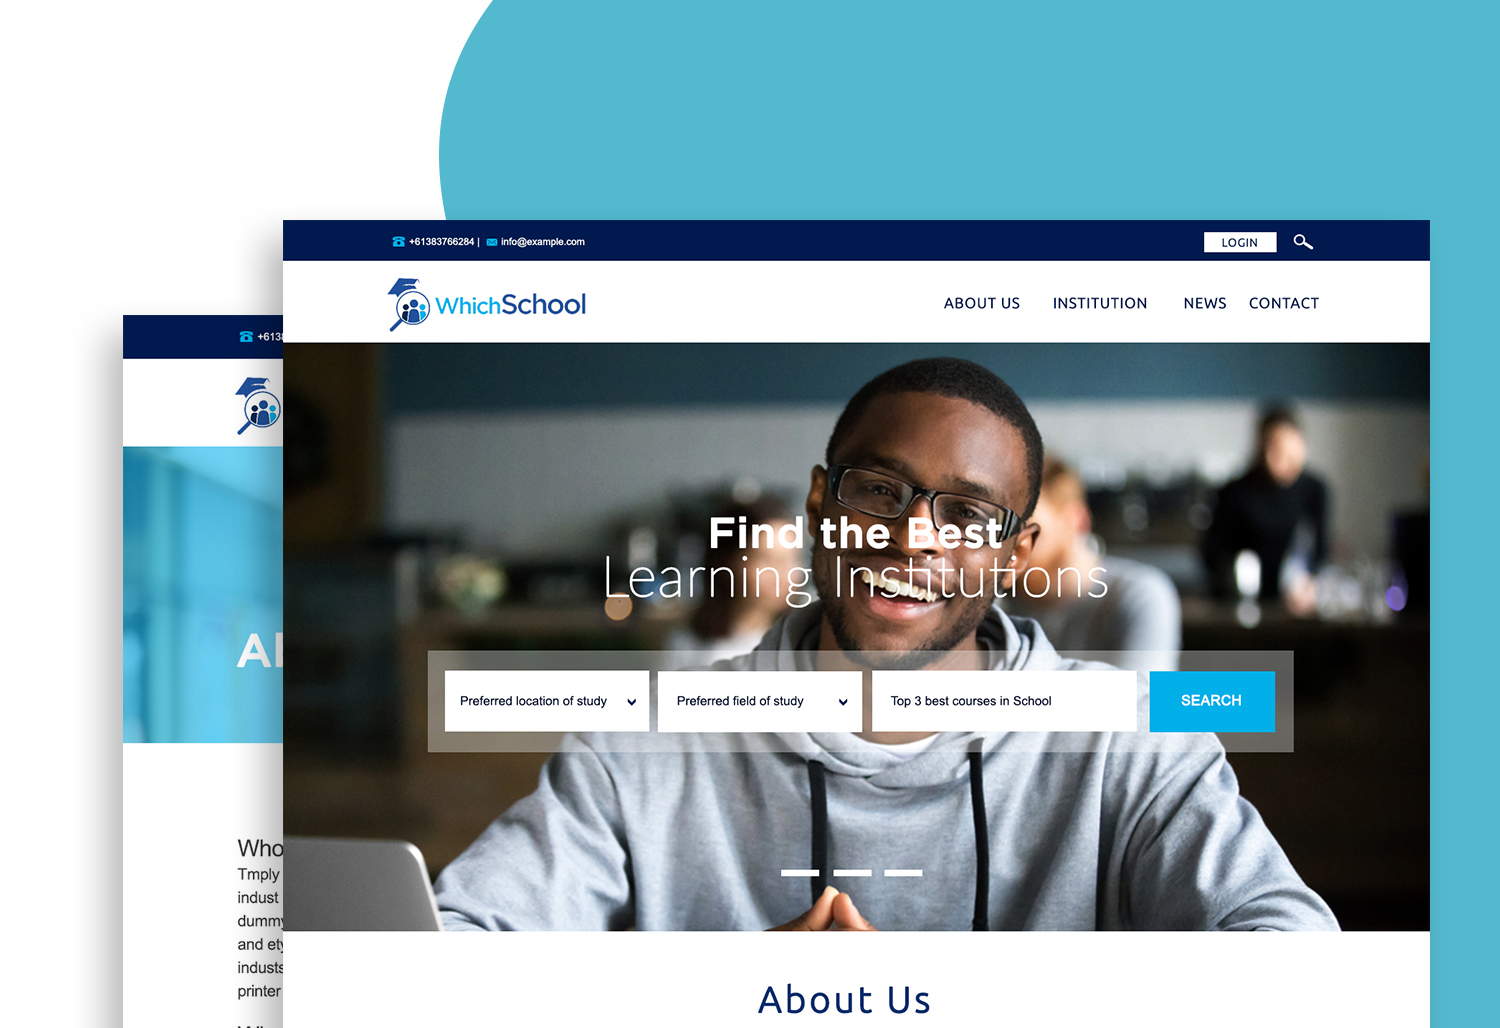 +61383766284 | info@example.com
LOGIN
WhichSchool
ABOUT US INSTITUTION NEWS CONTACT
Find the Best
Learning Institutions
Preferred location of study
Preferred field of study
Top 3 best courses in School
SEARCH
About Us
+613
Who
Tmply
indust
dummy
and ety
industs
printer